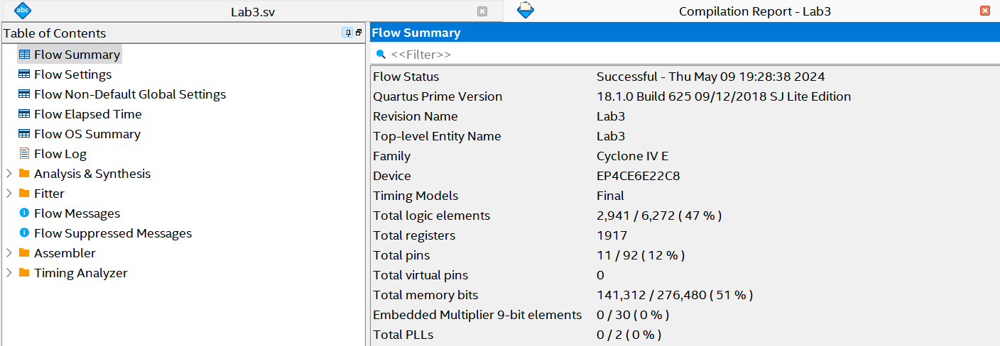 abc Lab3.sv Compilation Report - Lab3
Table of Contents
Flow Summary
Flow Settings
Flow Non-Default Global Settings
Flow Elapsed Time
Flow OS Summary
Flow Log
Analysis & Synthesis
Fitter
Flow Messages
Flow Suppressed Messages
Assembler
Timing Analyzer
Flow Summary
<<Filter>>
Flow Status Successful - Thu May 09 19:28:38 2024
Quartus Prime Version 18.1.0 Build 625 09/12/2018 SJ Lite Edition
Revision Name Lab3
Top-level Entity Name Lab3
Family Cyclone IV E
Device EP4CE6E22C8
Timing Models Final
Total logic elements 2,941 / 6,272 ( 47 % )
Total registers 1917
Total pins 11 / 92 ( 12 % )
Total virtual pins 0
Total memory bits 141,312 / 276,480 ( 51 % )
Embedded Multiplier 9-bit elements 0 / 30 ( 0 % )
Total PLLs 0 / 2 ( 0 % )